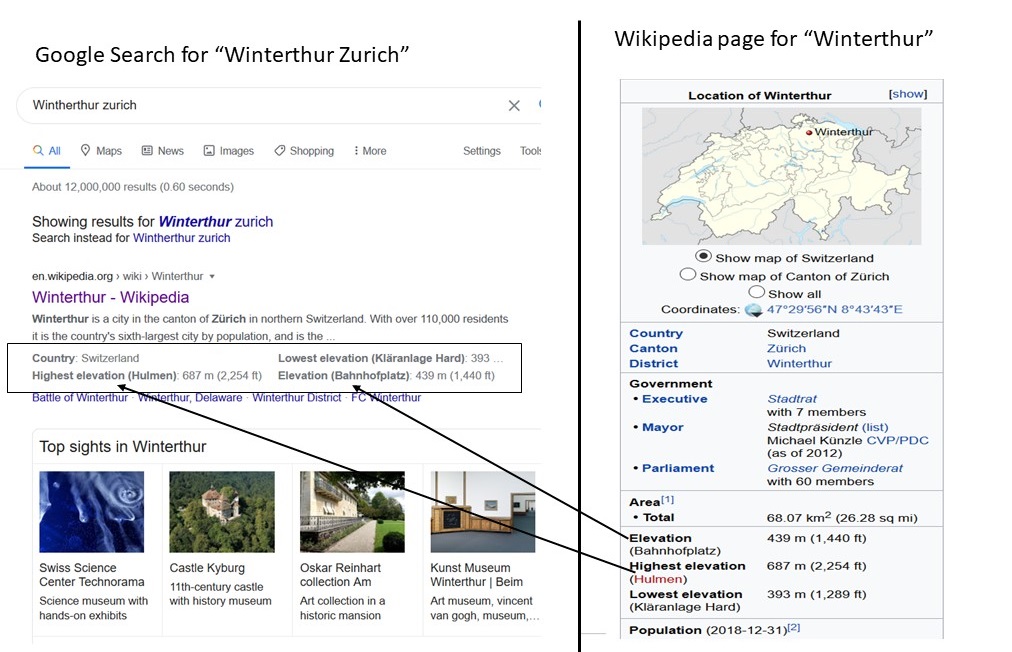 Google Search for “Winterthur Zurich”
Wintherthur zurich
All
Maps
News
Images
Shopping
More
Settings
Tools
About 12,000,000 results (0.60 seconds)
Showing results for Winterthur zurich
Search instead for Wintherthur zurich
en.wikipedia.org › wiki › Winterthur
Winterthur - Wikipedia
Winterthur is a city in the canton of Zürich in northern Switzerland. With over 110,000 residents
it is the country's sixth-largest city by population, and is the ...
Country: Switzerland
Lowest elevation (Kläranlage Hard): 393 ...
Highest elevation (Hulmen): 687 m (2,254 ft)
Elevation (Bahnhofplatz): 439 m (1,440 ft)
Battle of Winterthur · Winterthur, Delaware · Winterthur District · FC Winterthur
Top sights in Winterthur
Swiss Science
Center Technorama
Science museum with
hands-on exhibits
Castle Kyburg
11th-century castle
with history museum
Oskar Reinhart
collection Am
Art collection in a
historic mansion
Kunst Museum
Winterthur | Beim
Art museum, vincent
van gogh, museum,...
Wikipedia page for “Winterthur”
Location of Winterthur [show]
Winterthur
Show map of Switzerland
Show map of Canton of Zürich
Show all
Coordinates: 47°29′56″N 8°43′43″E
Country Switzerland
Canton Zürich
District Winterthur
Government
• Executive Stadtrat
with 7 members
• Mayor Stadtpräsident (list)
Michael Künzle CVP/PDC
(as of 2012)
• Parliament Grosser Gemeinderat
with 60 members
Area[1]
• Total 68.07 km2 (26.28 sq mi)
Elevation 439 m (1,440 ft)
(Bahnhofplatz)
Highest elevation 687 m (2,254 ft)
(Hulmen)
Lowest elevation 393 m (1,289 ft)
(Kläranlage Hard)
Population (2018-12-31)[2]